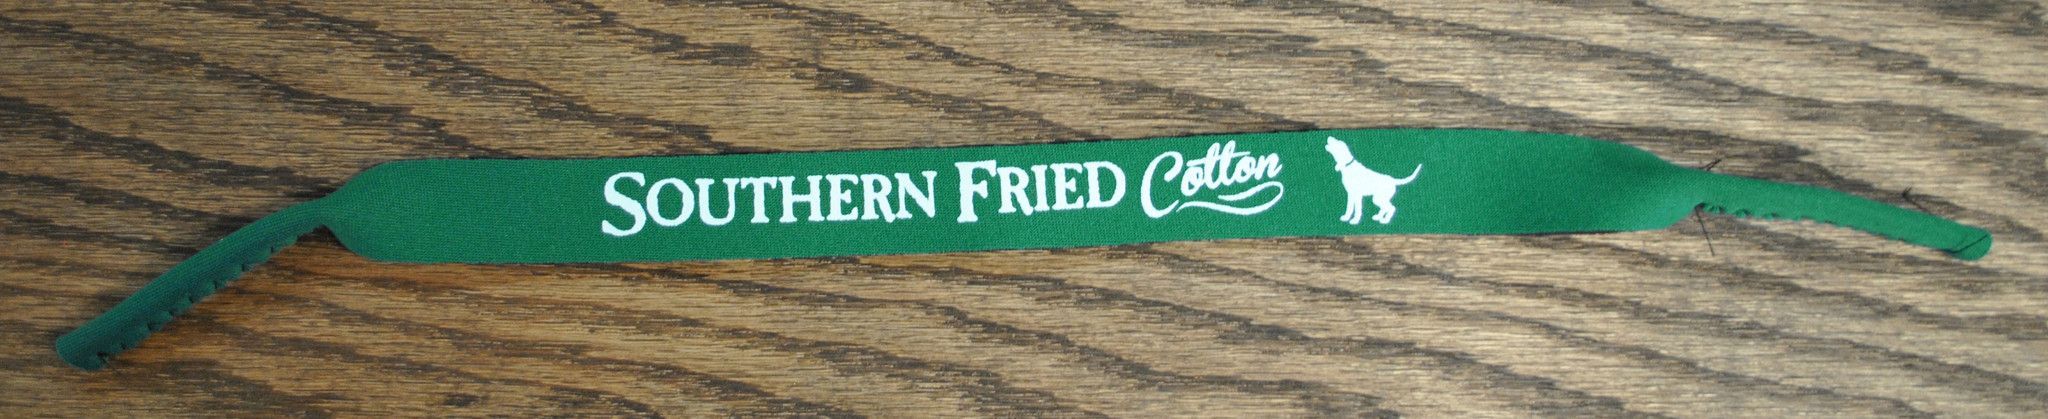 SOUTHERN FRIED Cotton